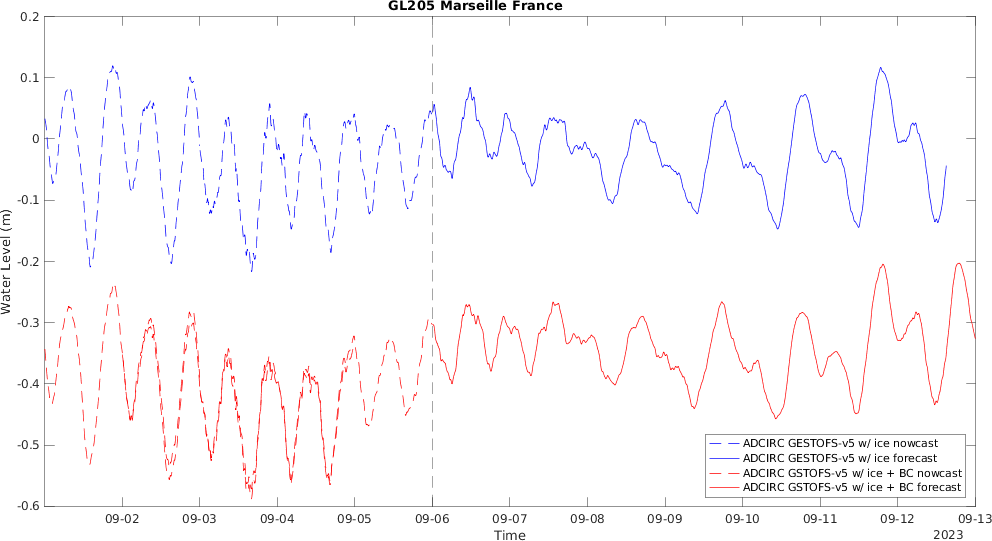 GL205 Marseille France
0.2
0.1
0
-0.1
-0.2
-0.3
-0.4
-0.5
-0.6
Water Level (m)
ADCIRC GESTOFS-v5 w/ ice nowcast
ADCIRC GESTOFS-v5 w/ ice forecast
ADCIRC GSTOFS-v5 w/ ice + BC nowcast
ADCIRC GSTOFS-v5 w/ ice + BC forecast
09-02 09-03 09-04 09-05 09-06 09-07 09-08 09-09 09-10 09-11 09-12 09-13
Time
2023